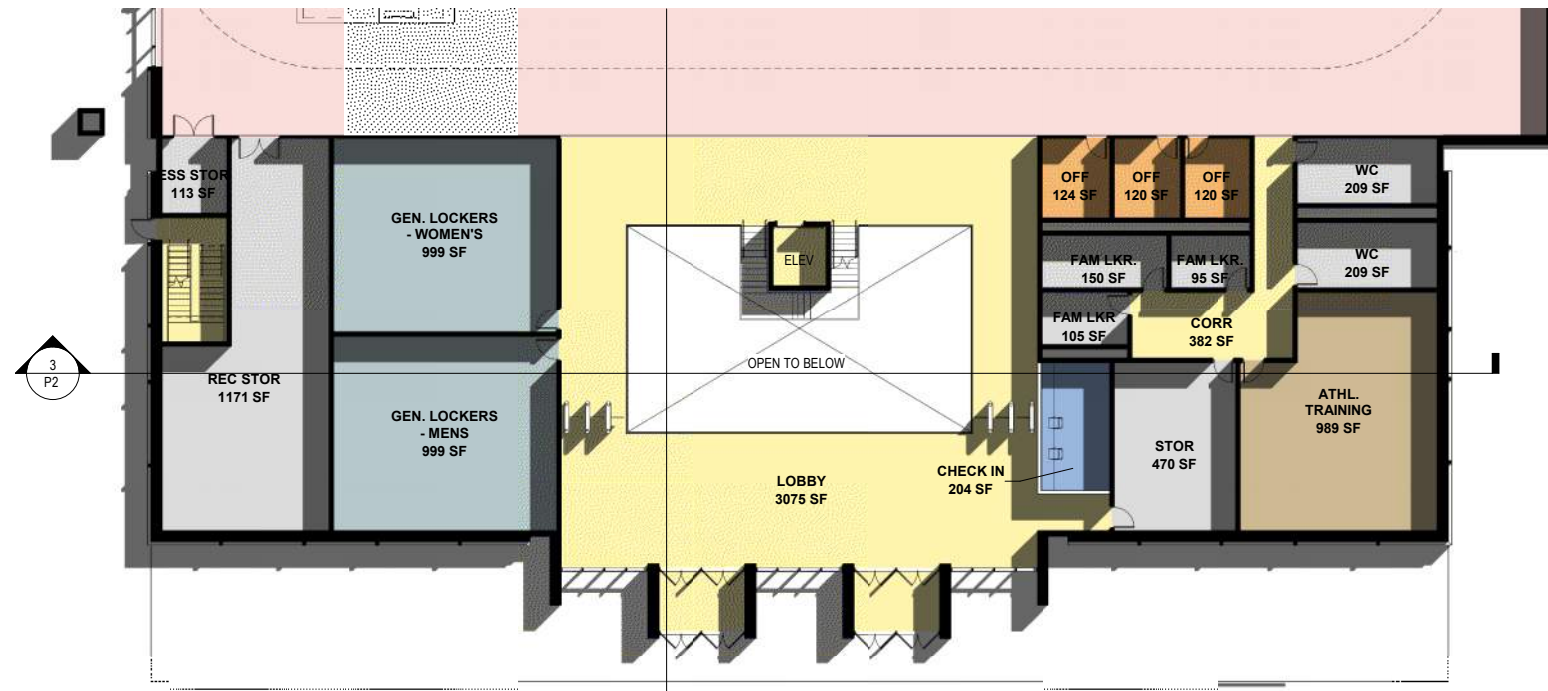 ESS STOR
113 SF
GEN. LOCKERS
- WOMEN'S
999 SF
ELEV
OFF
124 SF
OFF
120 SF
OFF
120 SF
WC
209 SF
FAM LKR.
150 SF
FAM LKR.
95 SF
WC
209 SF
FAM LKR
105 SF
CORR
382 SF
3
P2
REC STOR
1171 SF
OPEN TO BELOW
GEN. LOCKERS
- MENS
999 SF
ATHL.
TRAINING
989 SF
STOR
470 SF
CHECK IN
204 SF
LOBBY
3075 SF